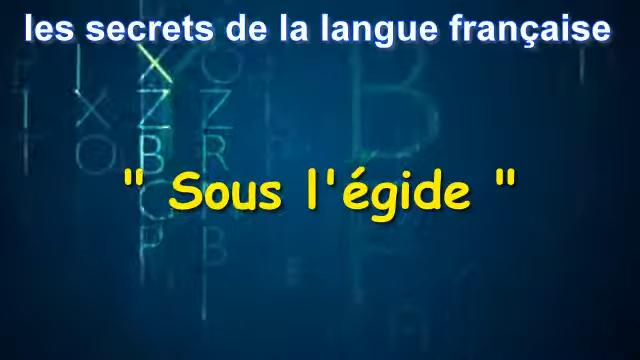 les secrets de la langue française
" Sous l'égide "